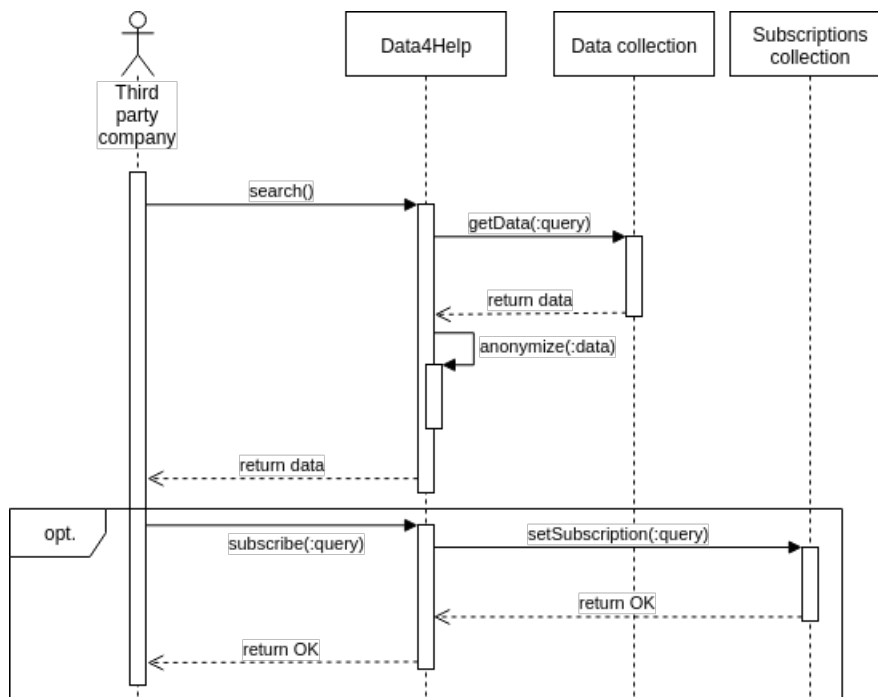 Third
party
company
Data4Help
Data collection
Subscriptions
collection
search()
getData(:query)
return data
anonymize(:data)
return data
opt.
subscribe(:query)
setSubscription(:query)
return OK
return OK